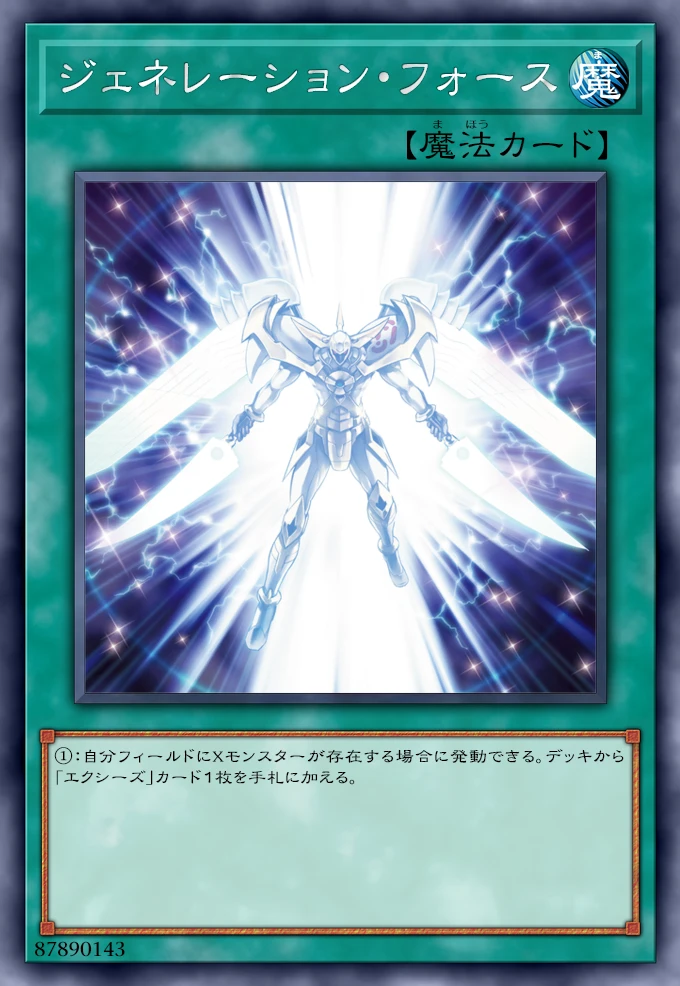 ジェネレーション・フォース 魔
【魔法カード】
①:自分フィールドにXモンスターが存在する場合に発動できる。デッキから
「エクシーズ」カード1枚を手札に加える。
87890143